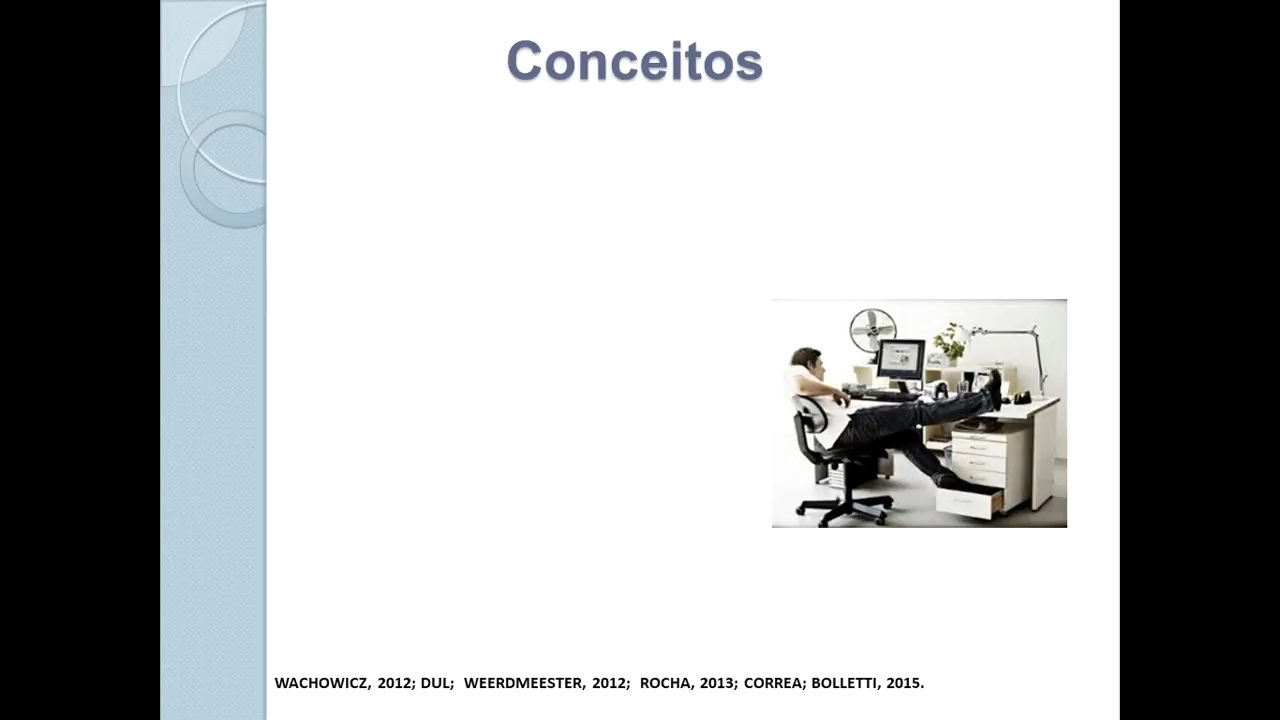 Conceitos
WACHOWICZ, 2012; DUL;  WEERDMEESTER, 2012;  ROCHA, 2013; CORREA; BOLLETTI, 2015.